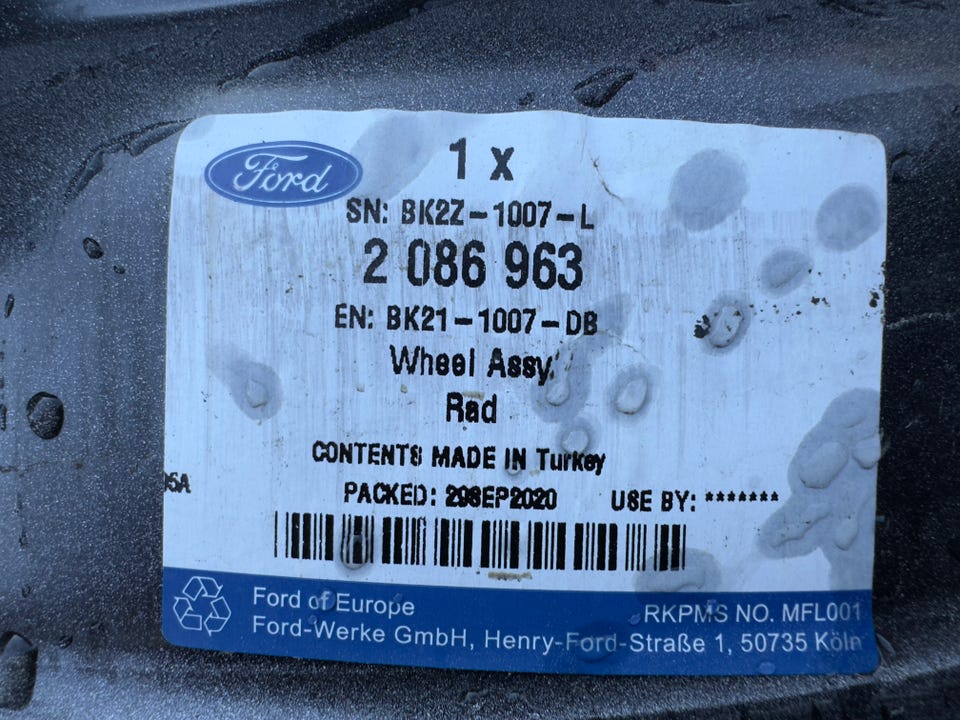 Ford
1 x
SN: BK2Z-1007-L
2 086 963
EN: BK21-1007-DB
Wheel Assy.
Rad
CONTENTS MADE IN Turkey
PACKED: 29SEP2020 USE BY: *******
Ford of Europe
RKPMS NO. MFL001
Ford-Werke GmbH, Henry-Ford-Straße 1, 50735 Köln